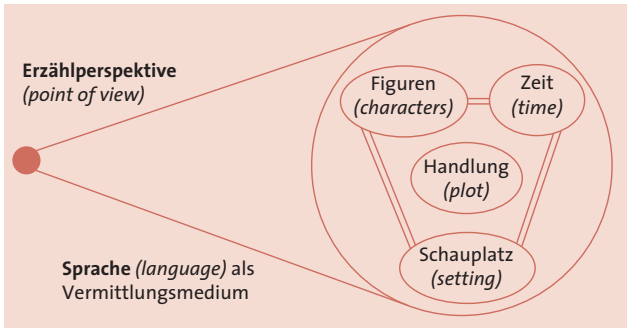 Erzählperspektive
(point of view)
Figuren
(characters)
Zeit
(time)
Handlung
(plot)
Schauplatz
(setting)
Sprache (language) als
Vermittlungsmedium